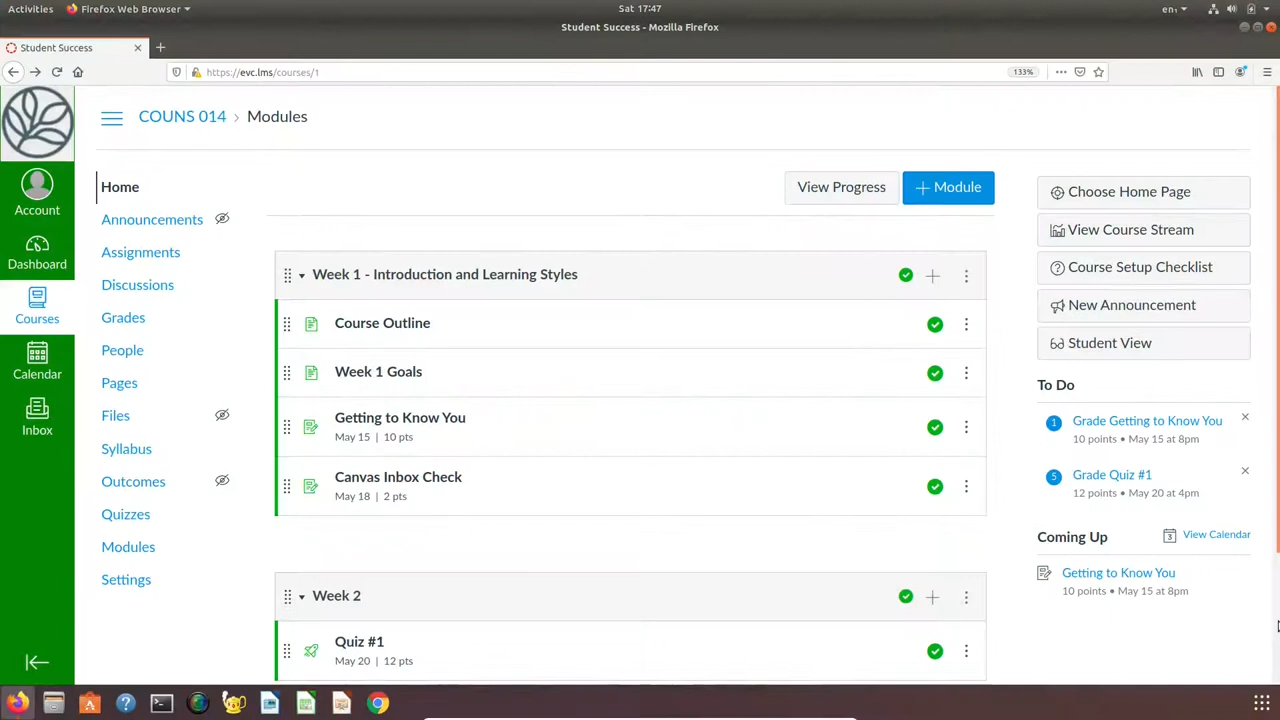 Activities
Firefox Web Browser
Sat 17:47
en₁
Student Success - Mozilla Firefox
Student Success
https://evc.lms/courses/1
133%
COUNS 014 › Modules
Account
Dashboard
Courses
Calendar
Inbox
Home
Announcements
Assignments
Discussions
Grades
People
Pages
Files
Syllabus
Outcomes
Quizzes
Modules
Settings
View Progress
+ Module
Week 1 - Introduction and Learning Styles
Course Outline
Week 1 Goals
Getting to Know You
May 15 | 10 pts
Canvas Inbox Check
May 18 | 2 pts
Week 2
Quiz #1
May 20 | 12 pts
Choose Home Page
View Course Stream
Course Setup Checklist
New Announcement
Student View
To Do
1 Grade Getting to Know You
10 points • May 15 at 8pm
5 Grade Quiz #1
12 points • May 20 at 4pm
Coming Up
3 View Calendar
Getting to Know You
10 points • May 15 at 8pm